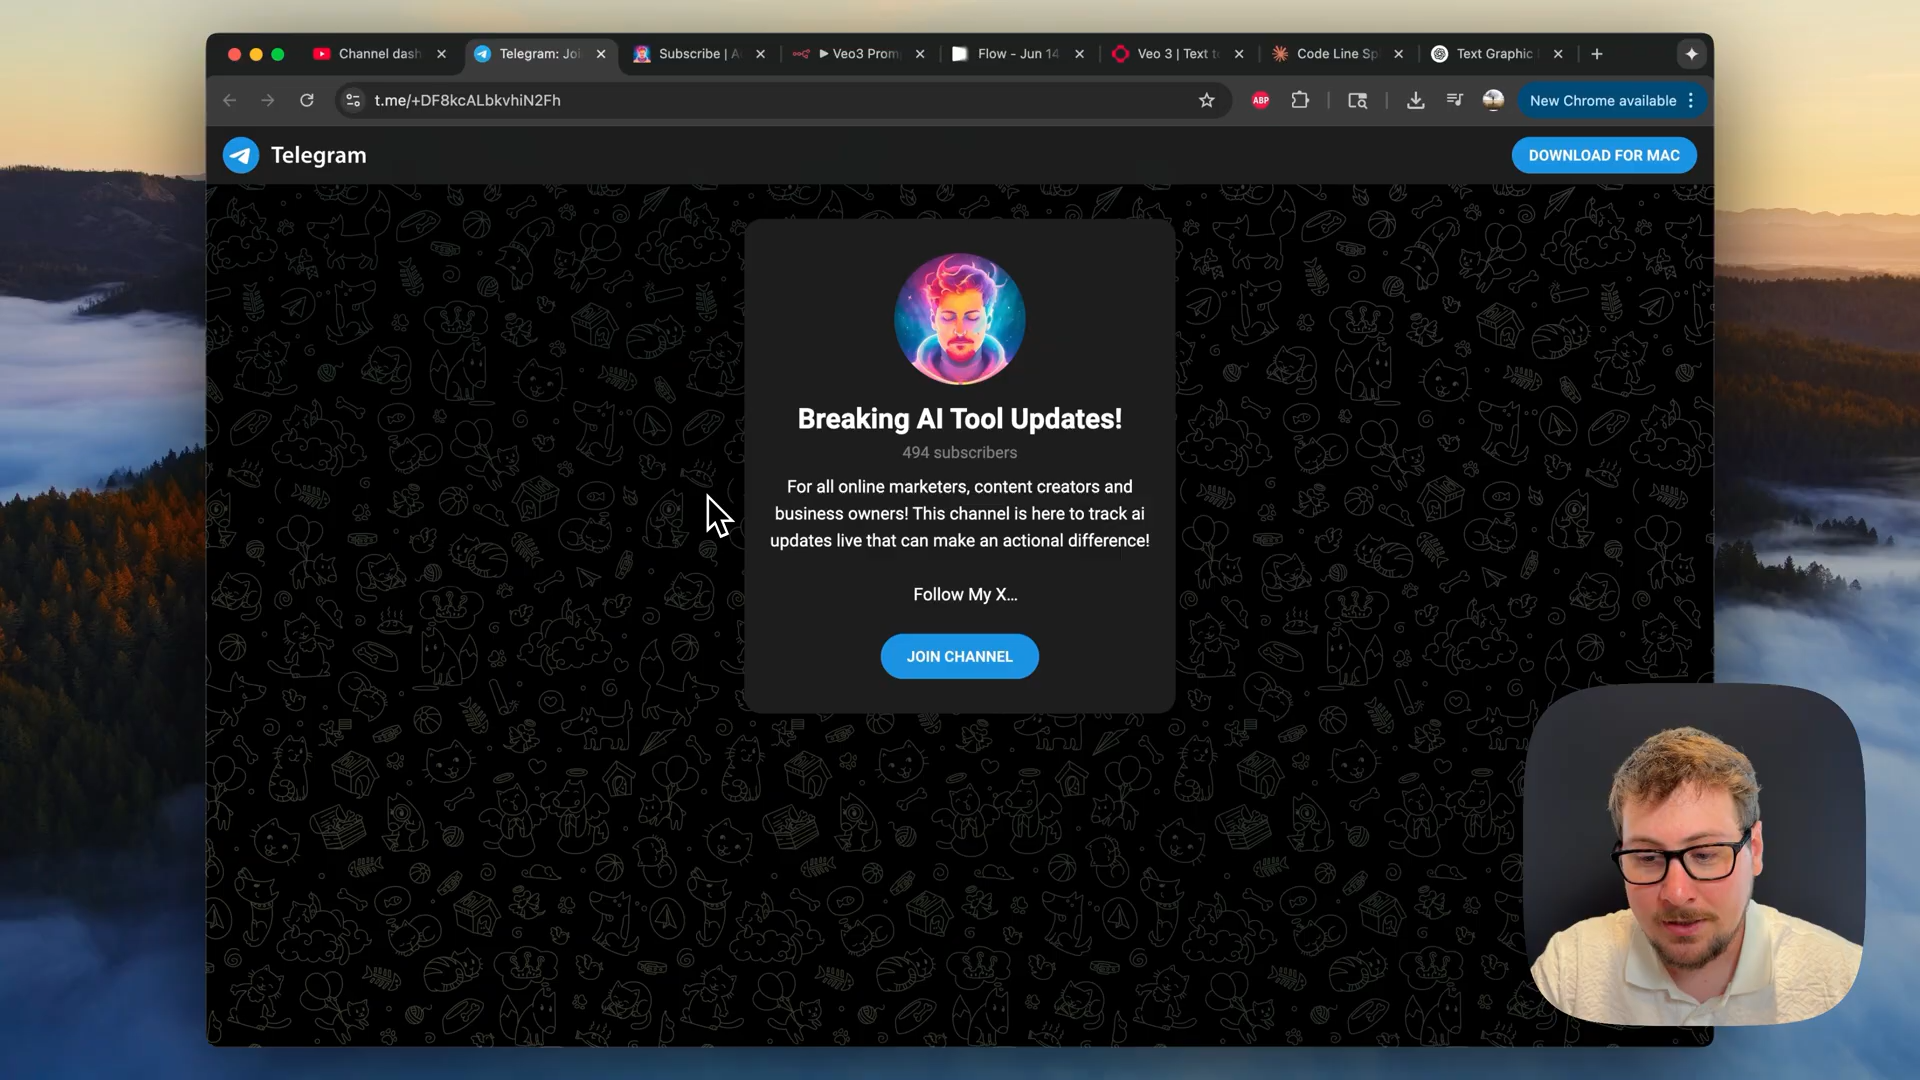 Channel dash
Telegram: Joi
Subscribe | A
Veo3 Prom
Flow - Jun 14
Veo 3 | Text t
Code Line Sp
Text Graphic
t.me/+DF8kcALbkvhiN2Fh
ABP
New Chrome available
Telegram
DOWNLOAD FOR MAC
Breaking AI Tool Updates!
494 subscribers
For all online marketers, content creators and
business owners! This channel is here to track ai
updates live that can make an actional difference!
Follow My X...
JOIN CHANNEL